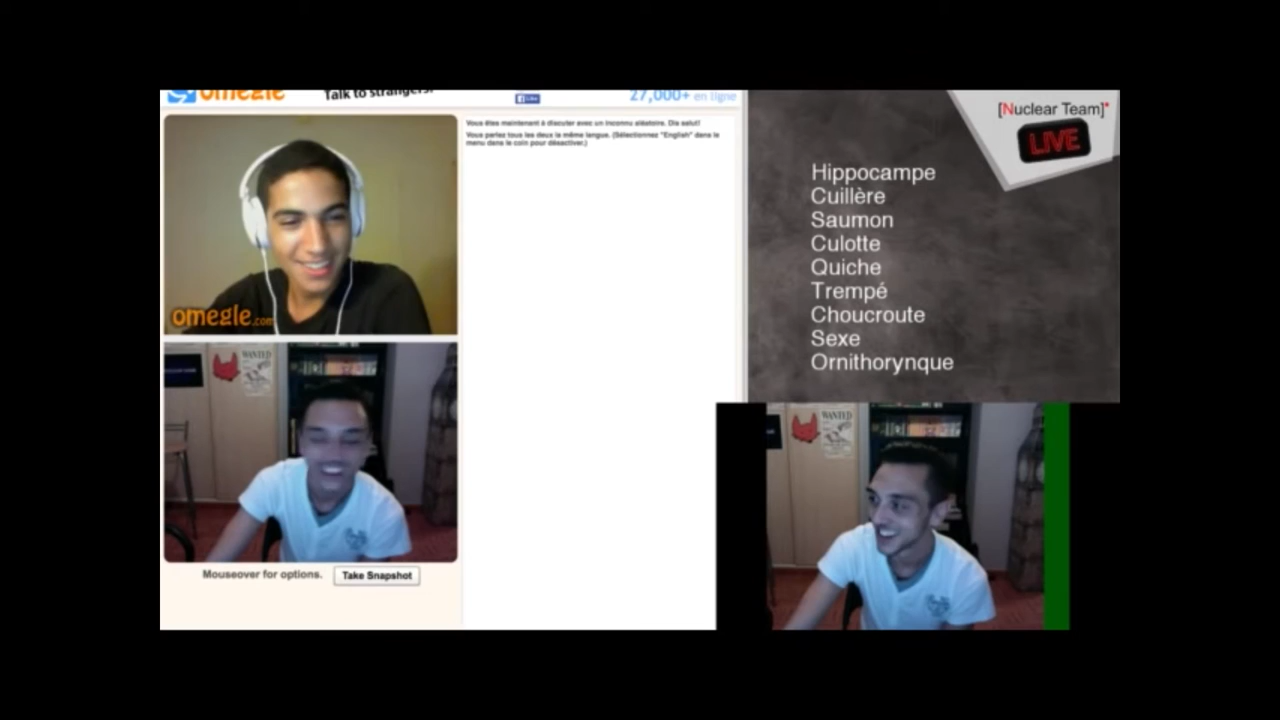 omegle
Talk to strangers!
Like
27,000+ en ligne
Vous êtes maintenant à discuter avec un inconnu aléatoire. Dis salut!
Vous parlez tous les deux la même langue. (Sélectionnez "English" dans le
menu dans le coin pour désactiver.)
omegle.com
WANTED
Mouseover for options.
Take Snapshot
[Nuclear Team]
LIVE
Hippocampe
Cuillère
Saumon
Culotte
Quiche
Trempé
Choucroute
Sexe
Ornithorynque
WANTED